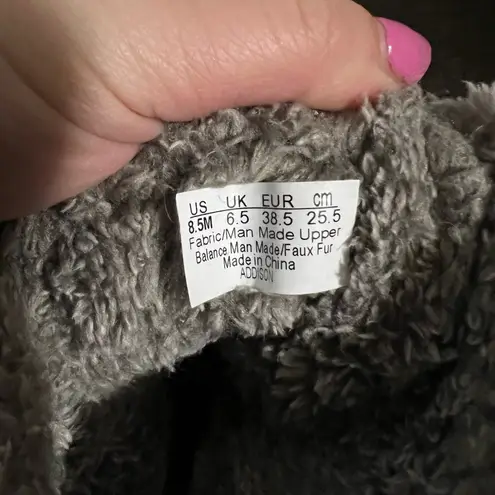 US UK EUR cm
8.5M 6.5 38.5 25.5
Fabric/Man Made Upper
Balance Man Made/Faux Fur
Made in China
ADDISON